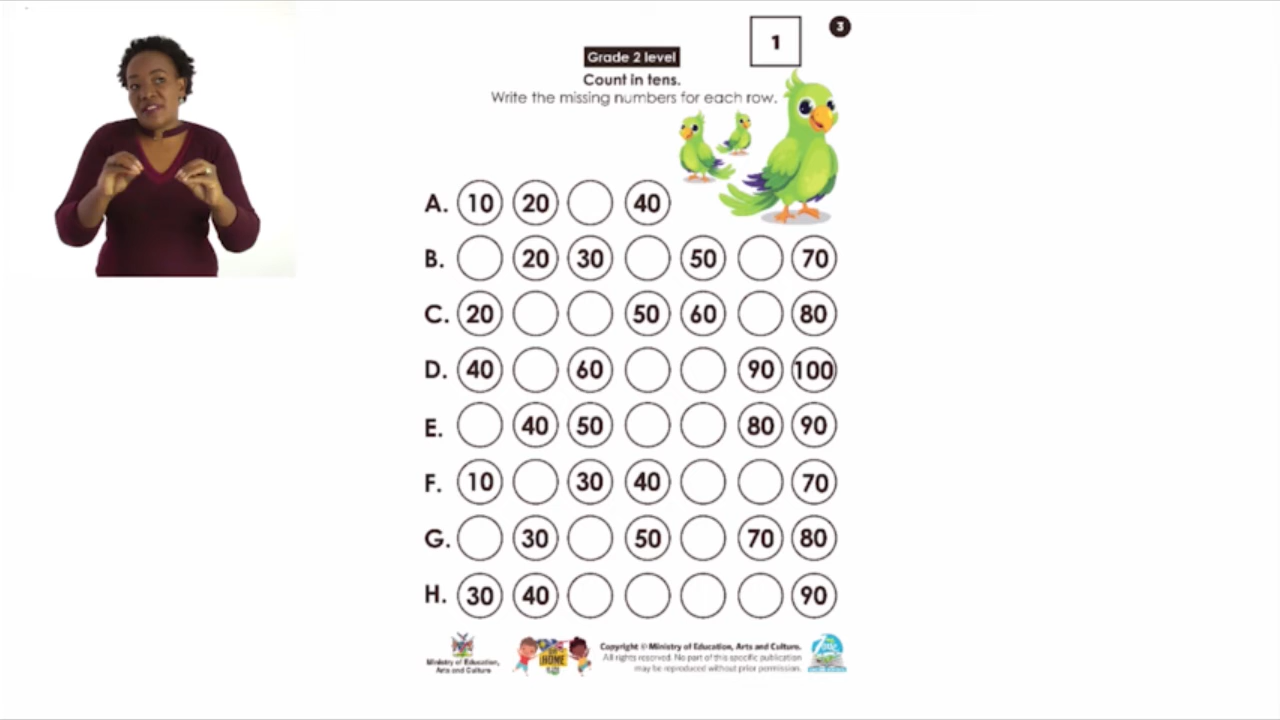 3
1
Grade 2 level
Count in tens.
Write the missing numbers for each row.
A. 10 20 40
B. 20 30 50 70
C. 20 50 60 80
D. 40 60 90 100
E. 40 50 80 90
F. 10 30 40 70
G. 30 50 70 80
H. 30 40 90
Ministry of Education,
Arts and Culture
HOME
Copyright © Ministry of Education, Arts and Culture.
All rights reserved. No part of this specific publication
may be reproduced without prior permission.